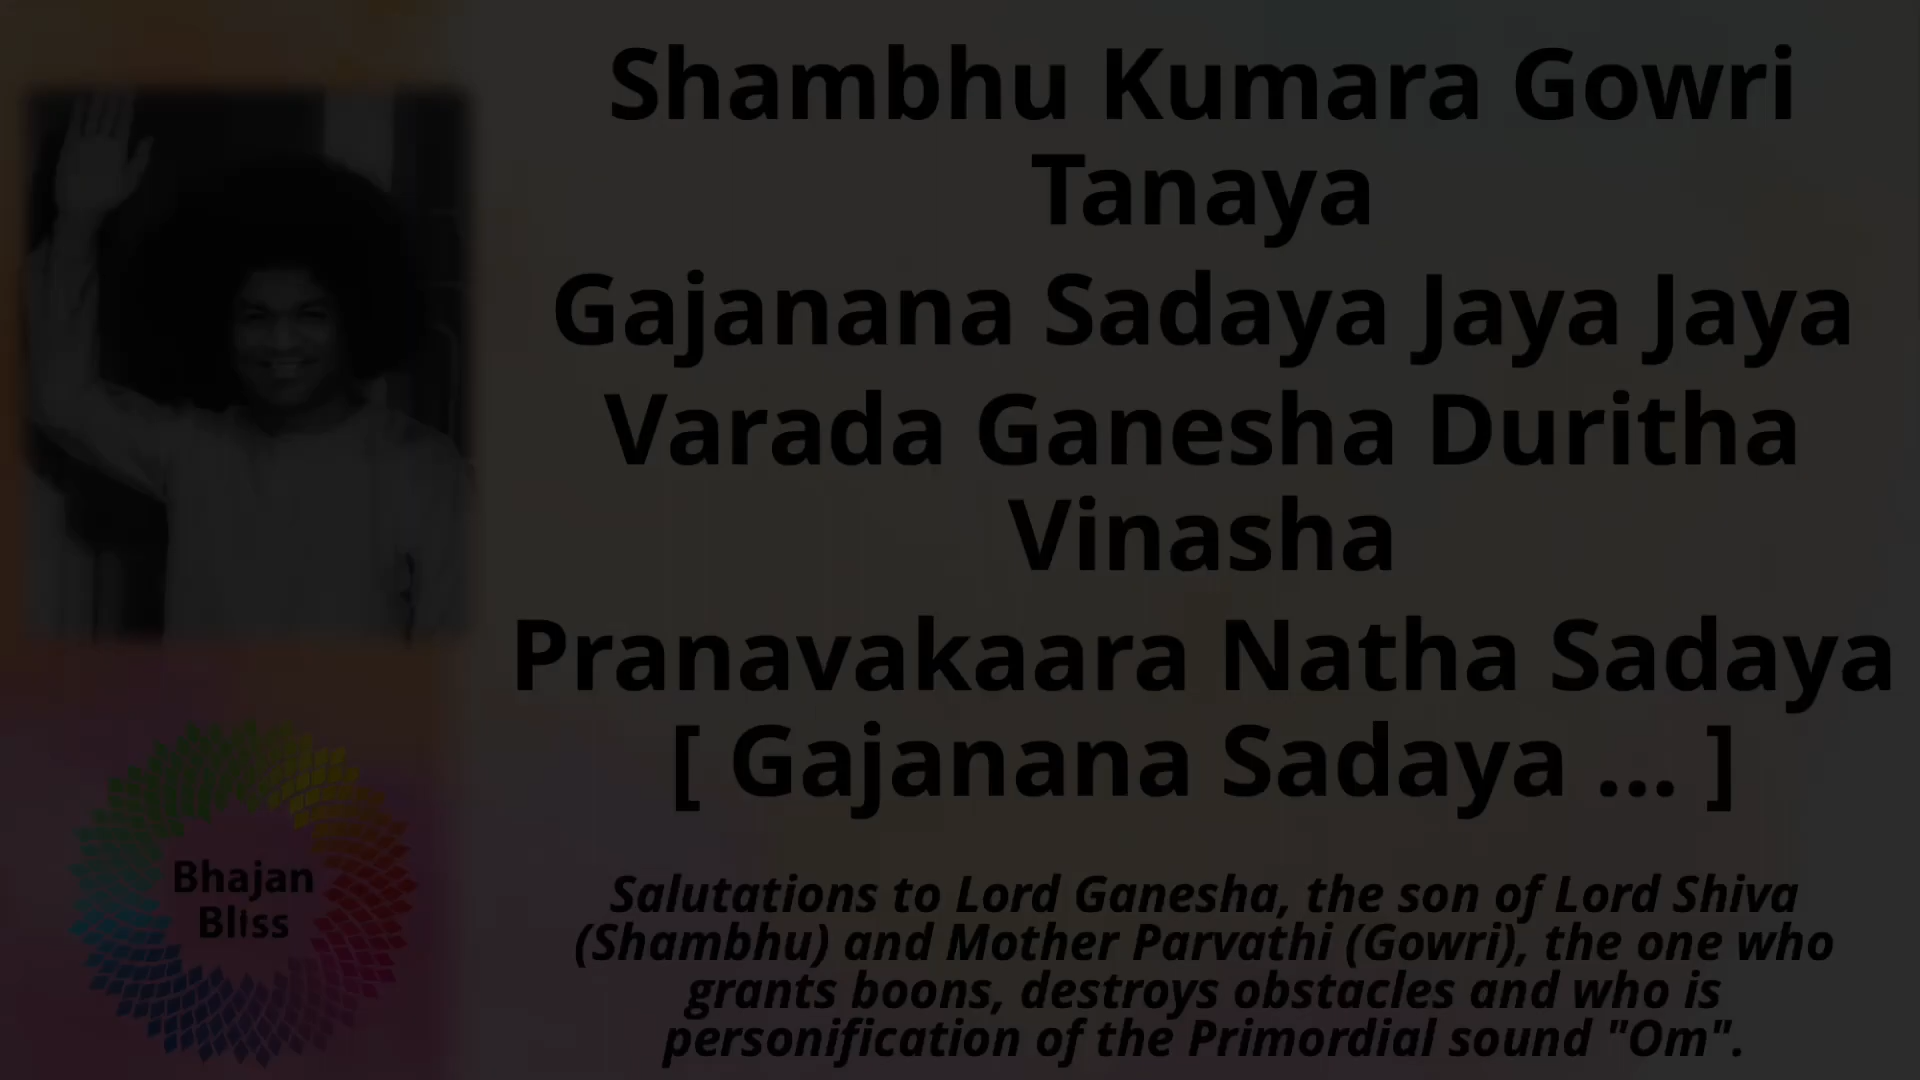 Shambhu Kumara Gowri
Tanaya
Gajanana Sadaya Jaya Jaya
Varada Ganesha Duritha
Vinasha
Pranavakaara Natha Sadaya
[ Gajanana Sadaya ... ]
Salutations to Lord Ganesha, the son of Lord Shiva
(Shambhu) and Mother Parvathi (Gowri), the one who
grants boons, destroys obstacles and who is
personification of the Primordial sound "Om".
Bhajan
Bliss